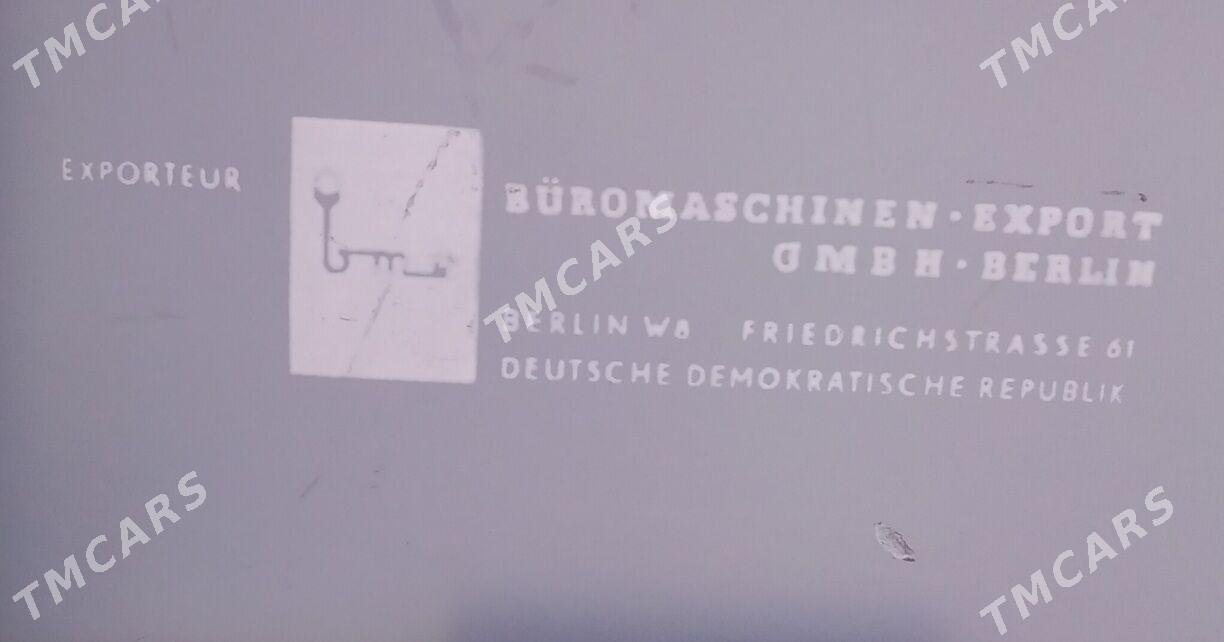 EXPORTEUR
BÜROMASCHINEN·EXPORT
GMBH·BERLIN
BERLIN W8 FRIEDRICHSTRASSE 61
DEUTSCHE DEMOKRATISCHE REPUBLIK
TMCARS
TMCARS
TMCARS
TMCARS
TMCARS